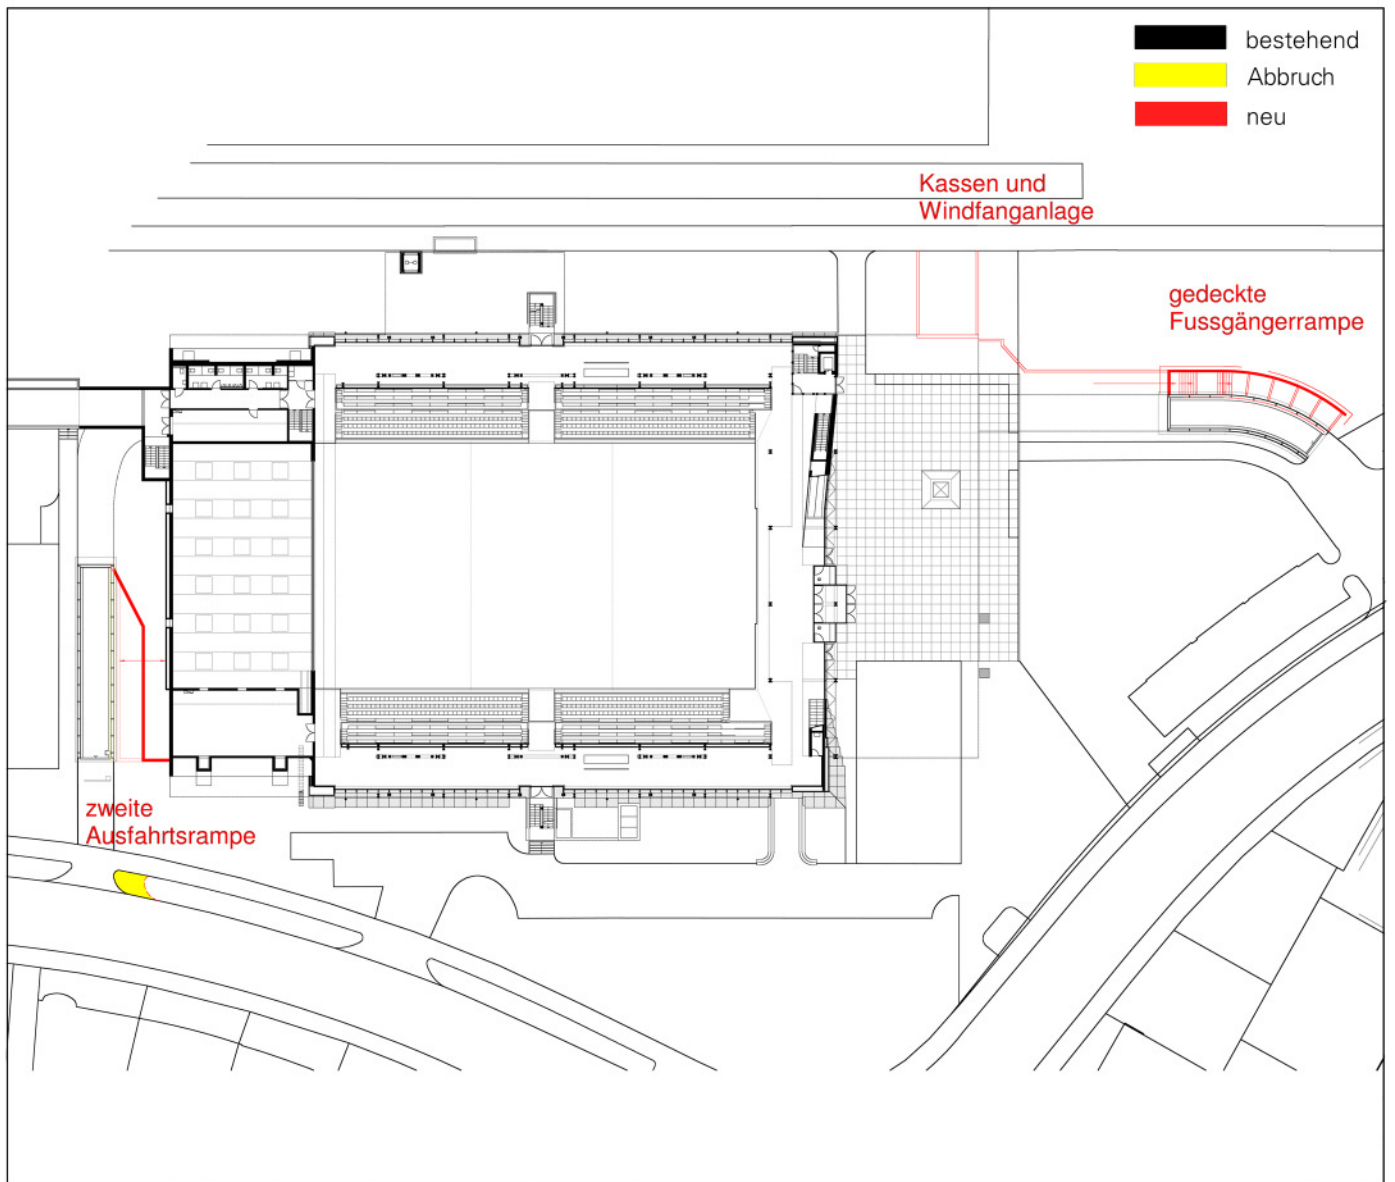 bestehend
Abbruch
neu
Kassen und
Windfanganlage
gedeckte
Fussgängerrampe
zweite
Ausfahrtsrampe